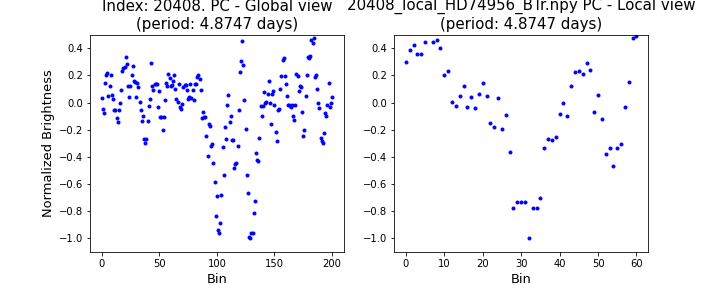 Index: 20408. PC - Global view
(period: 4.8747 days)
20408_local_HD74956_BTfr.npy PC - Local view
(period: 4.8747 days)
Normalized Brightness
0.4
0.2
0.0
−0.2
−0.4
−0.6
−0.8
−1.0
0 50 100 150 200
Bin
0.4
0.2
0.0
−0.2
−0.4
−0.6
−0.8
−1.0
0 10 20 30 40 50 60
Bin